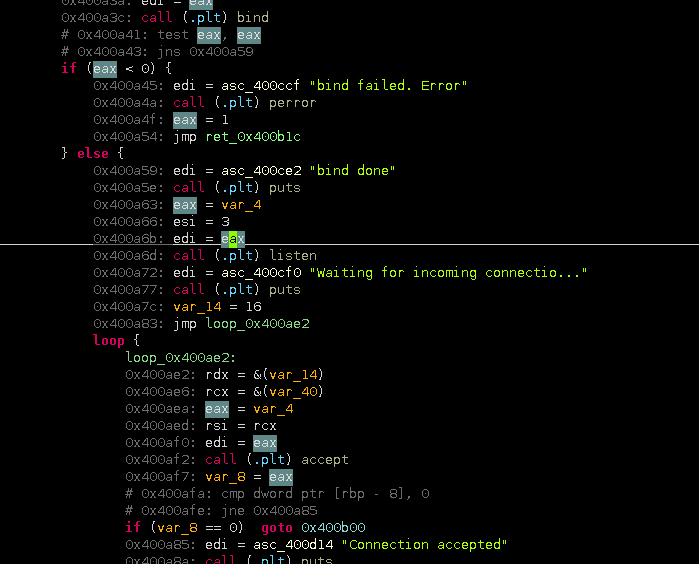 0x400a3a: edi = eax
0x400a3c: call (.plt) bind
# 0x400a41: test eax, eax
# 0x400a43: jns 0x400a59
if (eax < 0) {
0x400a45: edi = asc_400ccf "bind failed. Error"
0x400a4a: call (.plt) perror
0x400a4f: eax = 1
0x400a54: jmp ret_0x400b1c
} else {
0x400a59: edi = asc_400ce2 "bind done"
0x400a5e: call (.plt) puts
0x400a63: eax = var_4
0x400a66: esi = 3
0x400a6b: edi = eax
0x400a6d: call (.plt) listen
0x400a72: edi = asc_400cf0 "Waiting for incoming connectio..."
0x400a77: call (.plt) puts
0x400a7c: var_14 = 16
0x400a83: jmp loop_0x400ae2
loop {
loop_0x400ae2:
0x400ae2: rdx = &(var_14)
0x400ae6: rcx = &(var_40)
0x400aea: eax = var_4
0x400aed: rsi = rcx
0x400af0: edi = eax
0x400af2: call (.plt) accept
0x400af7: var_8 = eax
# 0x400afa: cmp dword ptr [rbp - 8], 0
# 0x400afe: jne 0x400a85
if (var_8 == 0) goto 0x400b00
0x400a85: edi = asc_400d14 "Connection accepted"
0x400a8a: call (.plt) puts